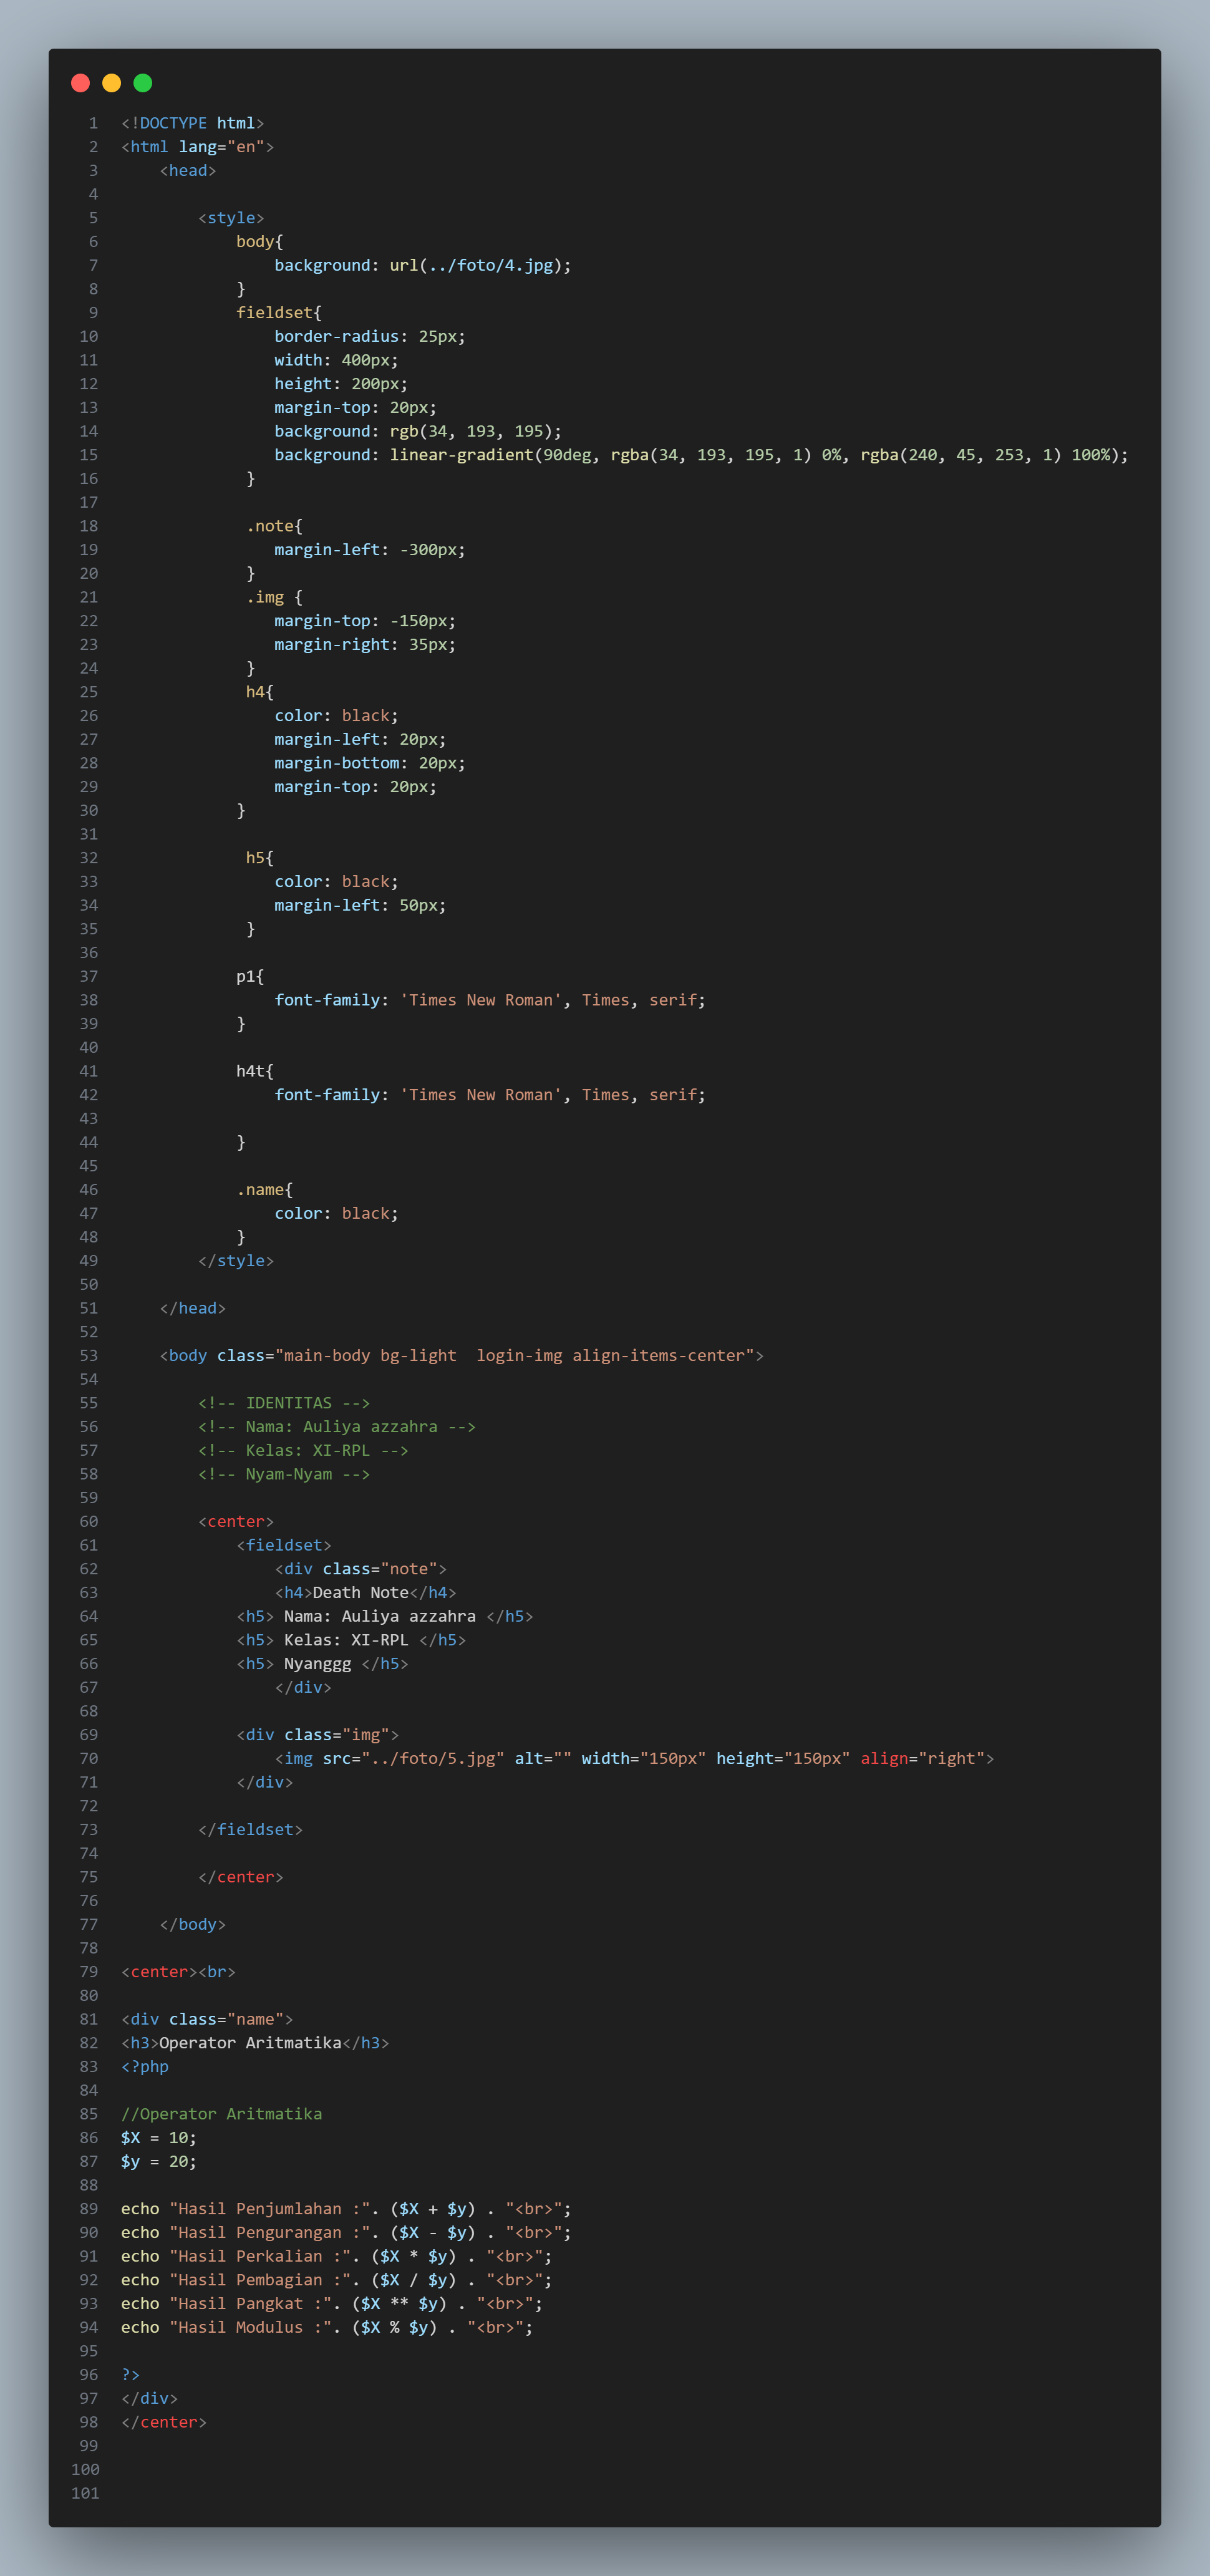 1 <!DOCTYPE html>
2 <html lang="en">
3     <head>
4
5         <style>
6             body{
7                 background: url(../foto/4.jpg);
8             }
9             fieldset{
10                 border-radius: 25px;
11                 width: 400px;
12                 height: 200px;
13                 margin-top: 20px;
14                 background: rgb(34, 193, 195);
15                 background: linear-gradient(90deg, rgba(34, 193, 195, 1) 0%, rgba(240, 45, 253, 1) 100%);
16              }
17
18              .note{
19                 margin-left: -300px;
20              }
21              .img {
22                 margin-top: -150px;
23                 margin-right: 35px;
24              }
25              h4{
26                 color: black;
27                 margin-left: 20px;
28                 margin-bottom: 20px;
29                 margin-top: 20px;
30             }
31
32              h5{
33                 color: black;
34                 margin-left: 50px;
35              }
36
37             p1{
38                 font-family: 'Times New Roman', Times, serif;
39             }
40
41             h4t{
42                 font-family: 'Times New Roman', Times, serif;
43
44             }
45
46             .name{
47                 color: black;
48             }
49         </style>
50
51     </head>
52
53     <body class="main-body bg-light  login-img align-items-center">
54
55         <!-- IDENTITAS -->
56         <!-- Nama: Auliya azzahra -->
57         <!-- Kelas: XI-RPL -->
58         <!-- Nyam-Nyam -->
59
60         <center>
61             <fieldset>
62                 <div class="note">
63                 <h4>Death Note</h4>
64             <h5> Nama: Auliya azzahra </h5>
65             <h5> Kelas: XI-RPL </h5>
66             <h5> Nyanggg </h5>
67                 </div>
68
69             <div class="img">
70                 <img src="../foto/5.jpg" alt="" width="150px" height="150px" align="right">
71             </div>
72
73         </fieldset>
74
75         </center>
76
77     </body>
78
79 <center><br>
80
81 <div class="name">
82 <h3>Operator Aritmatika</h3>
83 <?php
84
85 //Operator Aritmatika
86 $X = 10;
87 $y = 20;
88
89 echo "Hasil Penjumlahan :". ($X + $y) . "<br>";
90 echo "Hasil Pengurangan :". ($X - $y) . "<br>";
91 echo "Hasil Perkalian :". ($X * $y) . "<br>";
92 echo "Hasil Pembagian :". ($X / $y) . "<br>";
93 echo "Hasil Pangkat :". ($X ** $y) . "<br>";
94 echo "Hasil Modulus :". ($X % $y) . "<br>";
95
96 ?>
97 </div>
98 </center>
99
100
101